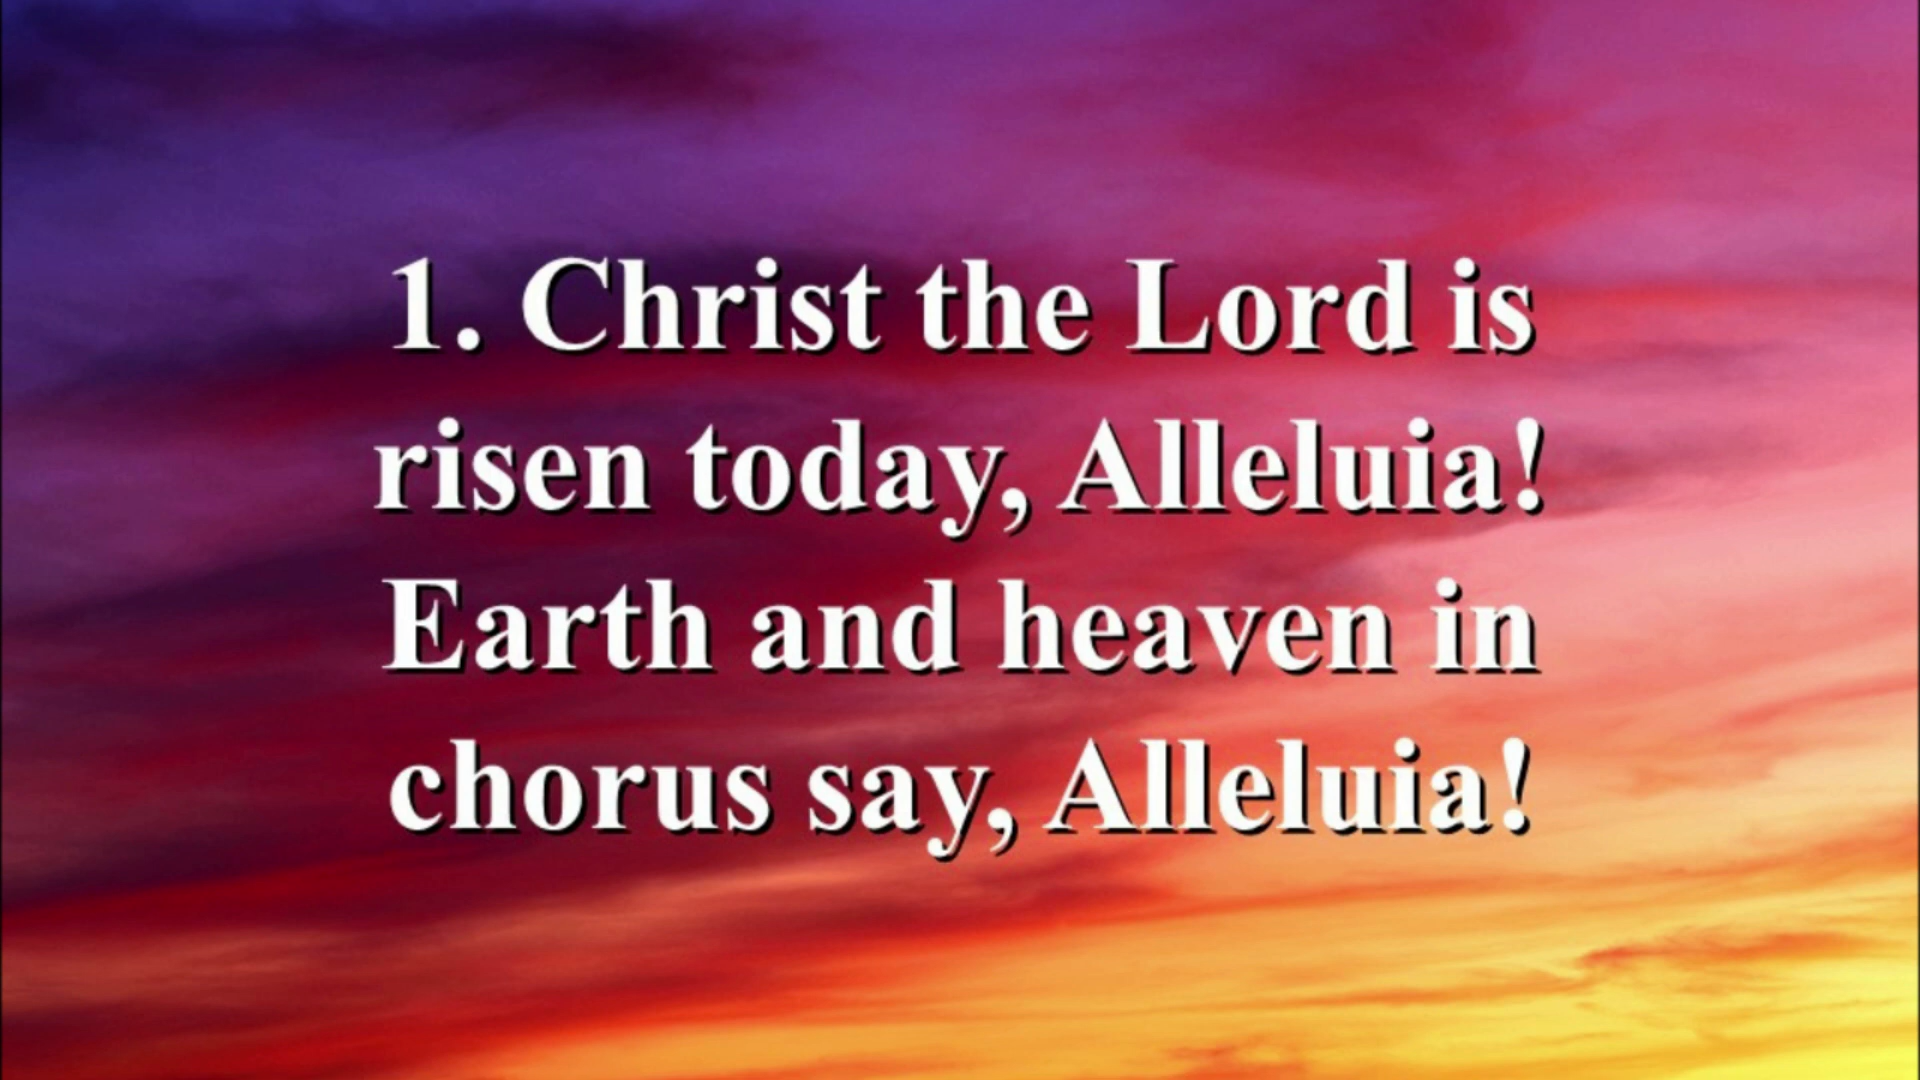 1. Christ the Lord is
risen today, Alleluia!
Earth and heaven in
chorus say, Alleluia!